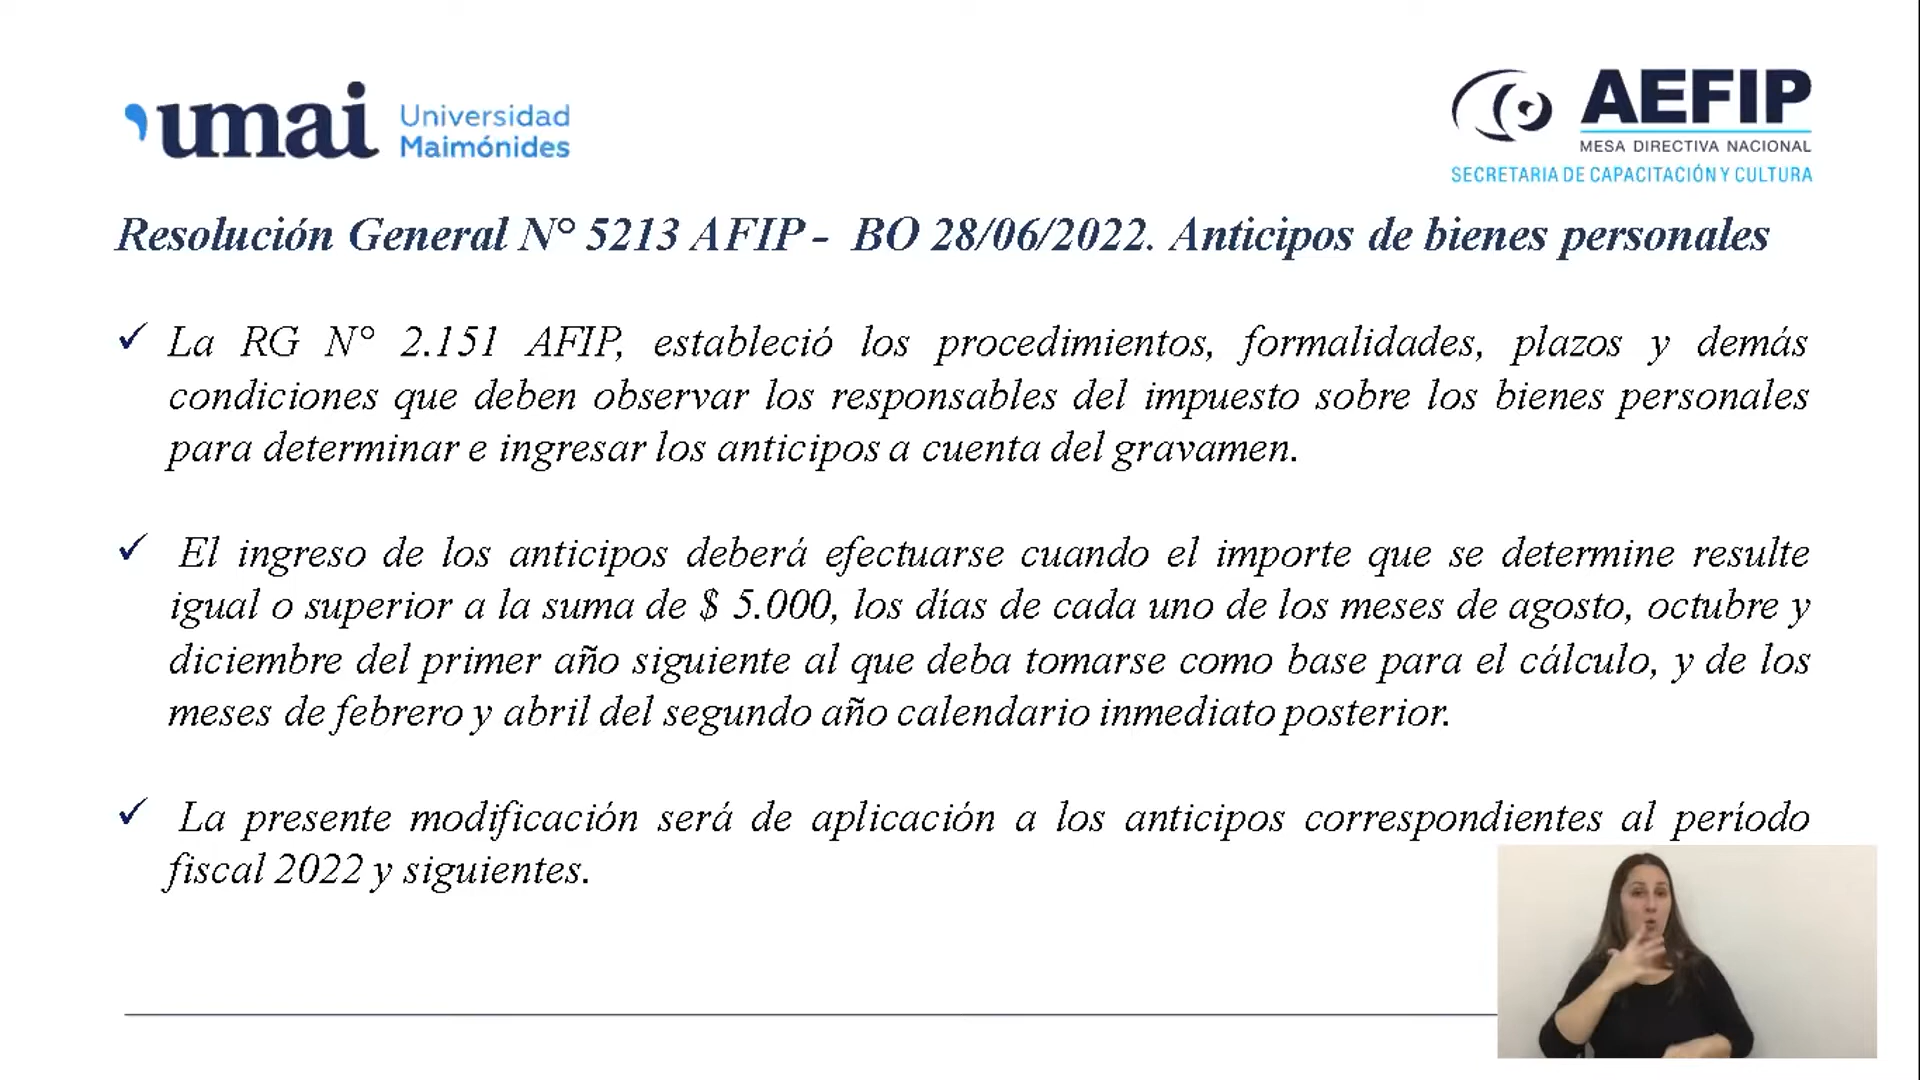 umai Universidad Maimónides
AEFIP
MESA DIRECTIVA NACIONAL
SECRETARIA DE CAPACITACIÓN Y CULTURA
Resolución General N° 5213 AFIP - BO 28/06/2022. Anticipos de bienes personales
✓ La RG N° 2.151 AFIP, estableció los procedimientos, formalidades, plazos y demás
condiciones que deben observar los responsables del impuesto sobre los bienes personales
para determinar e ingresar los anticipos a cuenta del gravamen.
✓ El ingreso de los anticipos deberá efectuarse cuando el importe que se determine resulte
igual o superior a la suma de $ 5.000, los días de cada uno de los meses de agosto, octubre y
diciembre del primer año siguiente al que deba tomarse como base para el cálculo, y de los
meses de febrero y abril del segundo año calendario inmediato posterior.
✓ La presente modificación será de aplicación a los anticipos correspondientes al período
fiscal 2022 y siguientes.